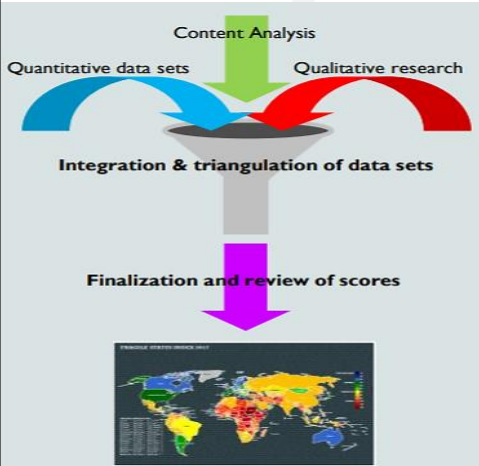 Content Analysis
Quantitative data sets
Qualitative research
Integration & triangulation of data sets
Finalization and review of scores
FRAGILE STATES INDEX 2017